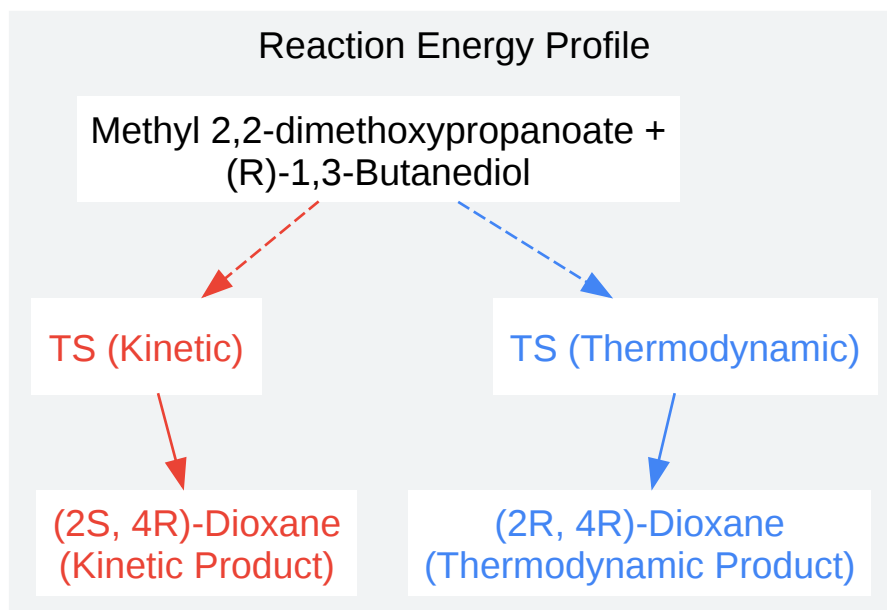 Reaction Energy Profile
Methyl 2,2-dimethoxypropanoate +
(R)-1,3-Butanediol
TS (Kinetic)
TS (Thermodynamic)
(2S, 4R)-Dioxane
(Kinetic Product)
(2R, 4R)-Dioxane
(Thermodynamic Product)